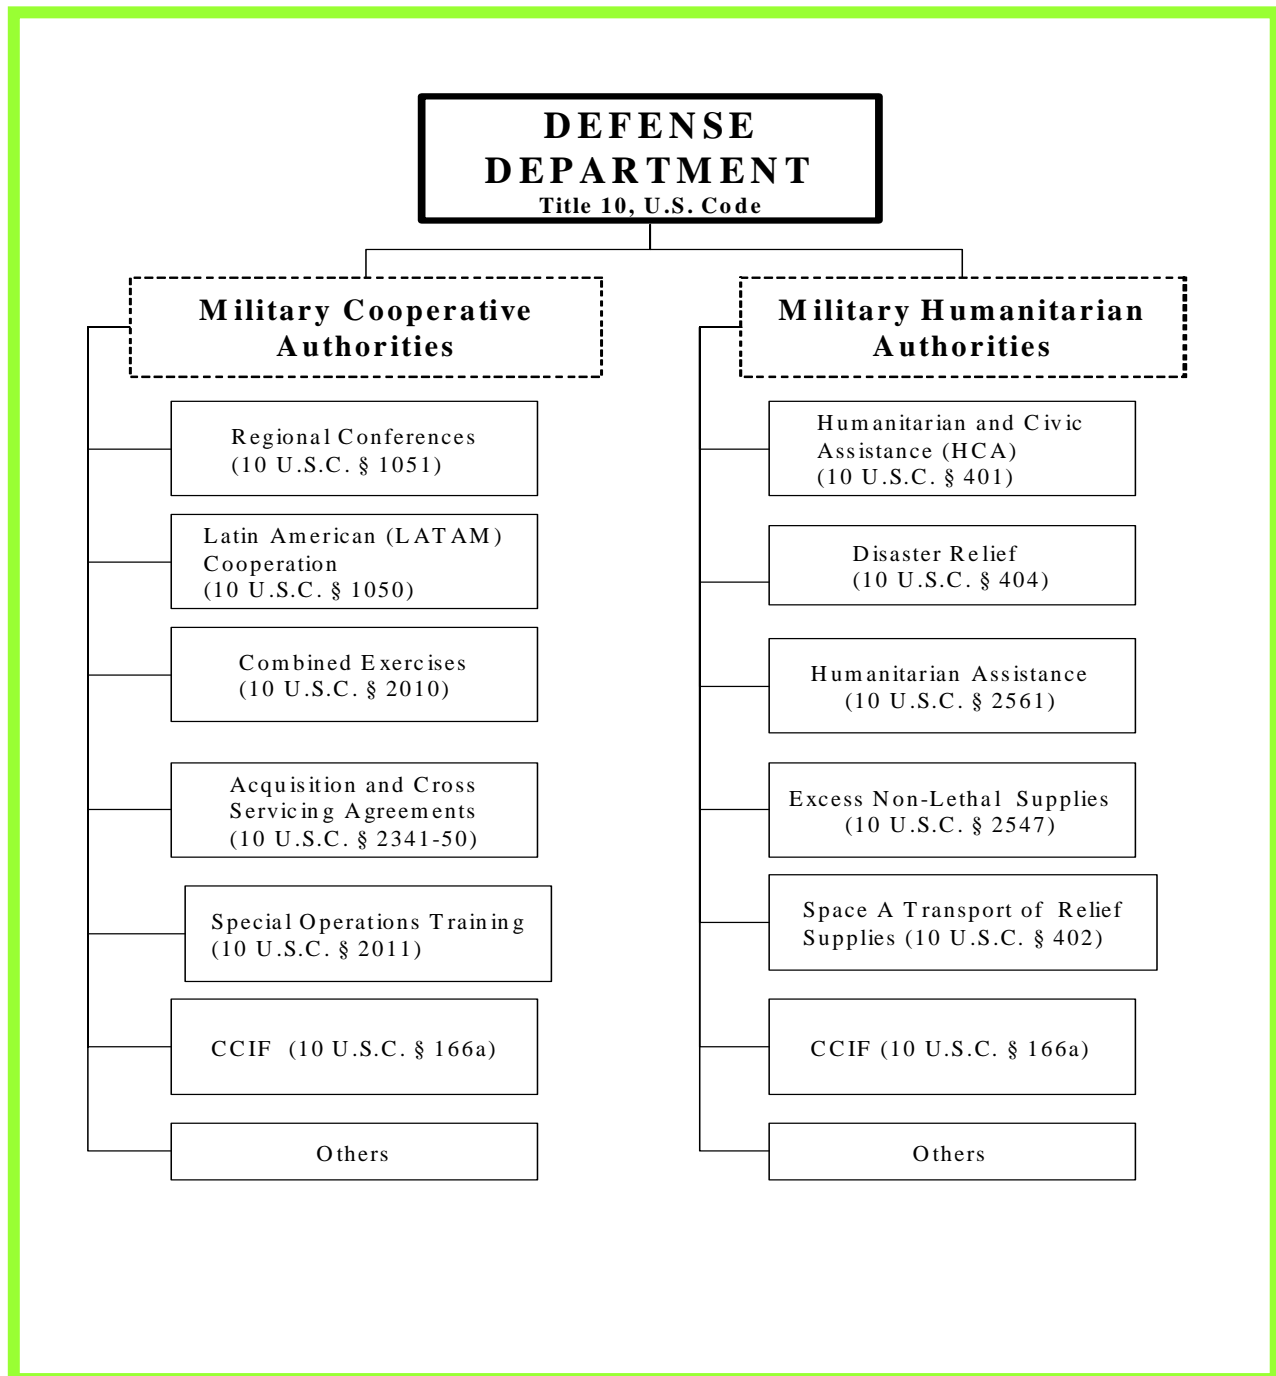 DEFENSE
DEPARTMENT
Title 10, U.S. Code
Military Cooperative
Authorities
Regional Conferences
(10 U.S.C. § 1051)
Latin American (LATAM)
Cooperation
(10 U.S.C. § 1050)
Combined Exercises
(10 U.S.C. § 2010)
Acquisition and Cross
Servicing Agreements
(10 U.S.C. § 2341-50)
Special Operations Training
(10 U.S.C. § 2011)
CCIF (10 U.S.C. § 166a)
Others
Military Humanitarian
Authorities
Humanitarian and Civic
Assistance (HCA)
(10 U.S.C. § 401)
Disaster Relief
(10 U.S.C. § 404)
Humanitarian Assistance
(10 U.S.C. § 2561)
Excess Non-Lethal Supplies
(10 U.S.C. § 2547)
Space A Transport of Relief
Supplies (10 U.S.C. § 402)
CCIF (10 U.S.C. § 166a)
Others